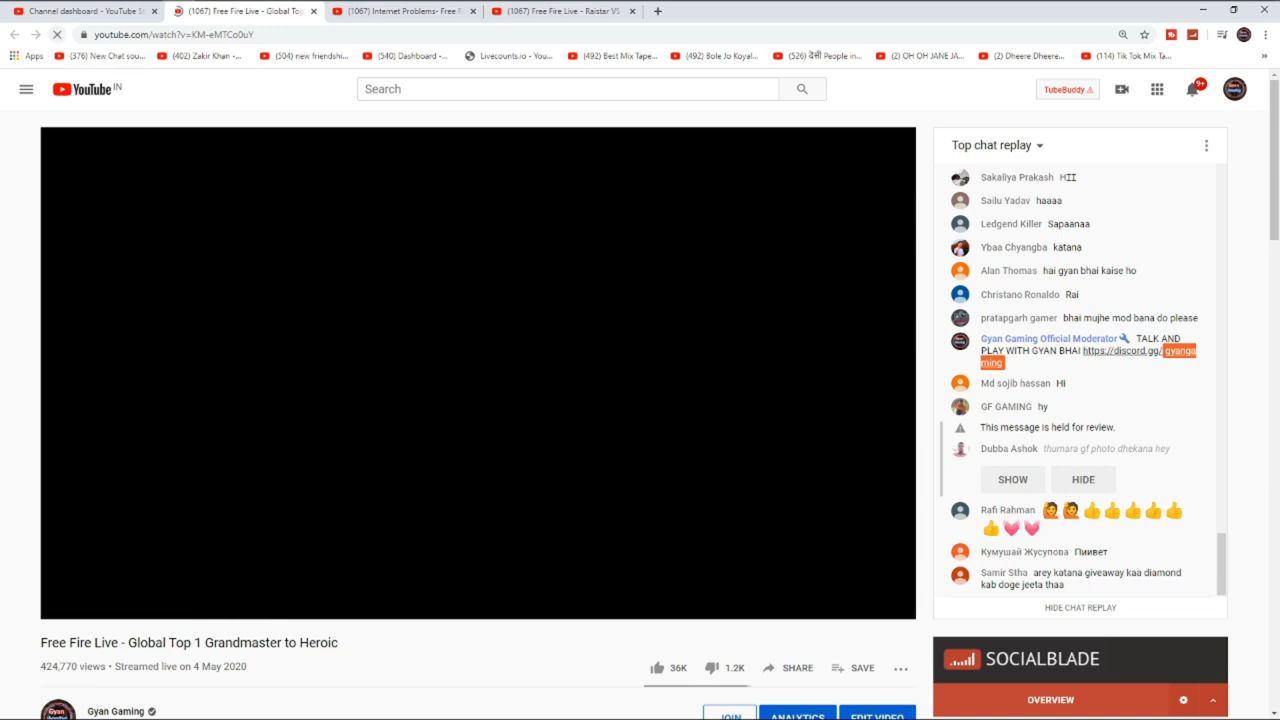 Channel dashboard - YouTube St
(1067) Free Fire Live - Global Top
(1067) Internet Problems- Free F
(1067) Free Fire Live - Raistar VS
youtube.com/watch?v=KM-eMTCo0uY
Apps
(376) New Chat sou...
(402) Zakir Khan -...
(504) new friendshi...
(540) Dashboard -...
Livecounts.io - You...
(492) Best Mix Tape...
(492) Bole Jo Koyal...
(526) देसी People in...
(2) OH OH JANE JA...
(2) Dheere Dheere...
(114) Tik Tok Mix Ta...
YouTube IN
Search
TubeBuddy
9+
Top chat replay
Sakaliya Prakash HII
Sailu Yadav haaaa
Ledgend Killer Sapaanaa
Ybaa Chyangba katana
Alan Thomas hai gyan bhai kaise ho
Christano Ronaldo Rai
pratapgarh gamer bhai mujhe mod bana do please
Gyan Gaming Official Moderator TALK AND
PLAY WITH GYAN BHAI https://discord.gg/gyanga
ming
Md sojib hassan Hi
GF GAMING hy
This message is held for review.
Dubba Ashok thumara gf photo dhekana hey
SHOW HIDE
Rafi Rahman
Кумушай Жусупова Пиивет
Samir Stha arey katana giveaway kaa diamond
kab doge jeeta thaa
HIDE CHAT REPLAY
Free Fire Live - Global Top 1 Grandmaster to Heroic
424,770 views • Streamed live on 4 May 2020
36K 1.2K SHARE SAVE
SOCIALBLADE
OVERVIEW
Gyan Gaming
JOIN ANALYTICS EDIT VIDEO